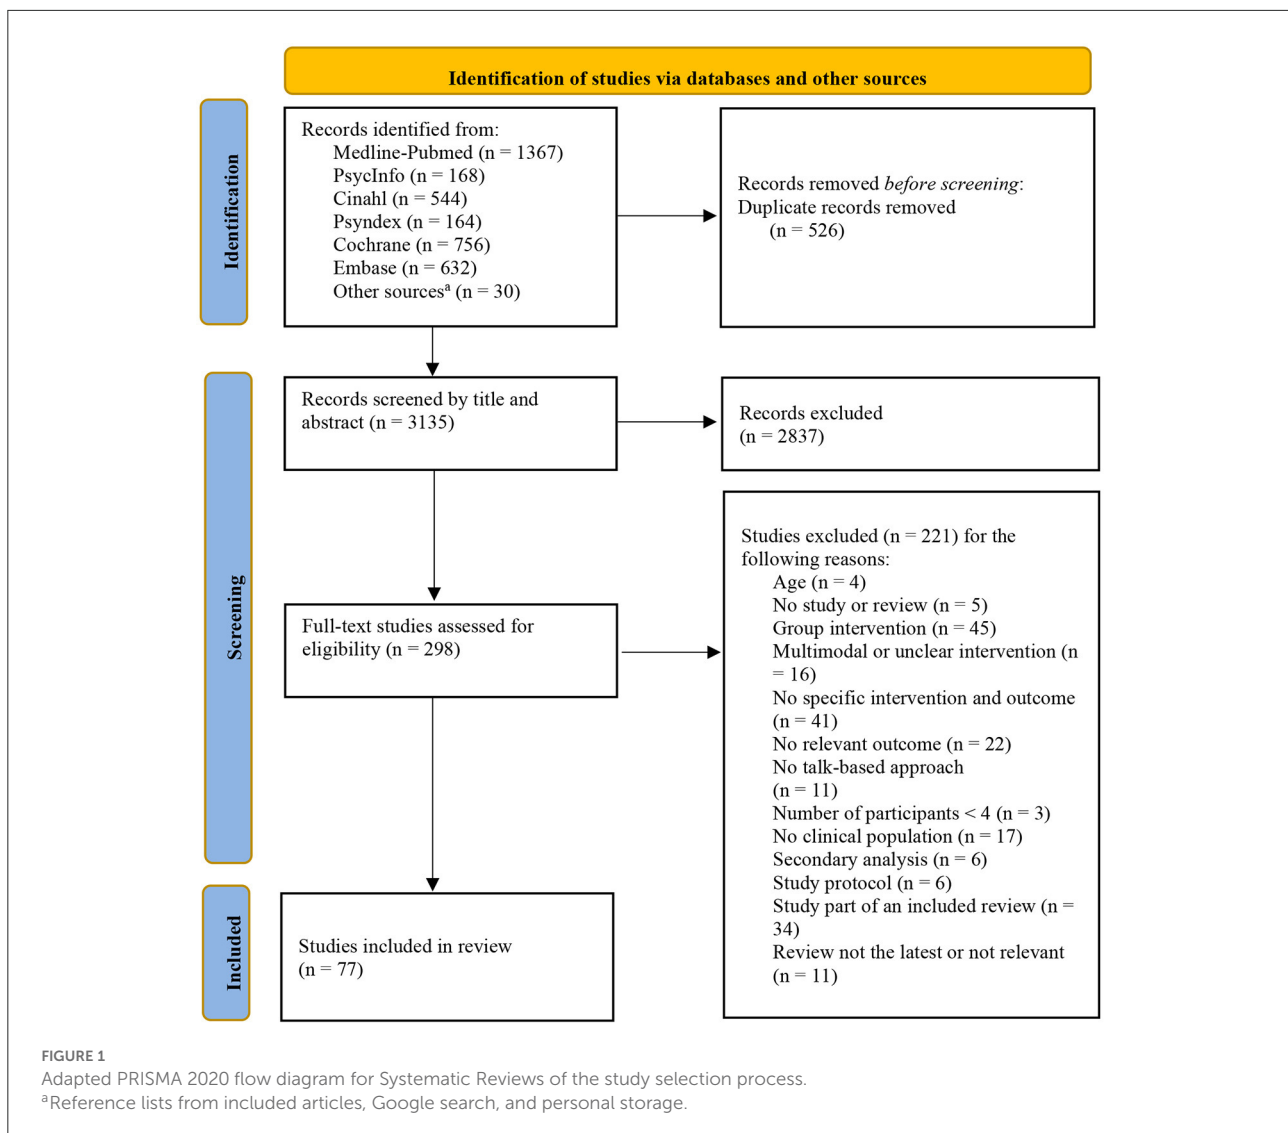 Identification of studies via databases and other sources
Identification
Records identified from:
Medline-Pubmed (n = 1367)
PsycInfo (n = 168)
Cinahl (n = 544)
Psyndex (n = 164)
Cochrane (n = 756)
Embase (n = 632)
Other sourcesᵃ (n = 30)
Records removed before screening:
Duplicate records removed
(n = 526)
Screening
Records screened by title and
abstract (n = 3135)
Records excluded
(n = 2837)
Full-text studies assessed for
eligibility (n = 298)
Studies excluded (n = 221) for the
following reasons:
Age (n = 4)
No study or review (n = 5)
Group intervention (n = 45)
Multimodal or unclear intervention (n
= 16)
No specific intervention and outcome
(n = 41)
No relevant outcome (n = 22)
No talk-based approach
(n = 11)
Number of participants < 4 (n = 3)
No clinical population (n = 17)
Secondary analysis (n = 6)
Study protocol (n = 6)
Study part of an included review (n =
34)
Review not the latest or not relevant
(n = 11)
Included
Studies included in review
(n = 77)
FIGURE 1
Adapted PRISMA 2020 flow diagram for Systematic Reviews of the study selection process.
ᵃReference lists from included articles, Google search, and personal storage.